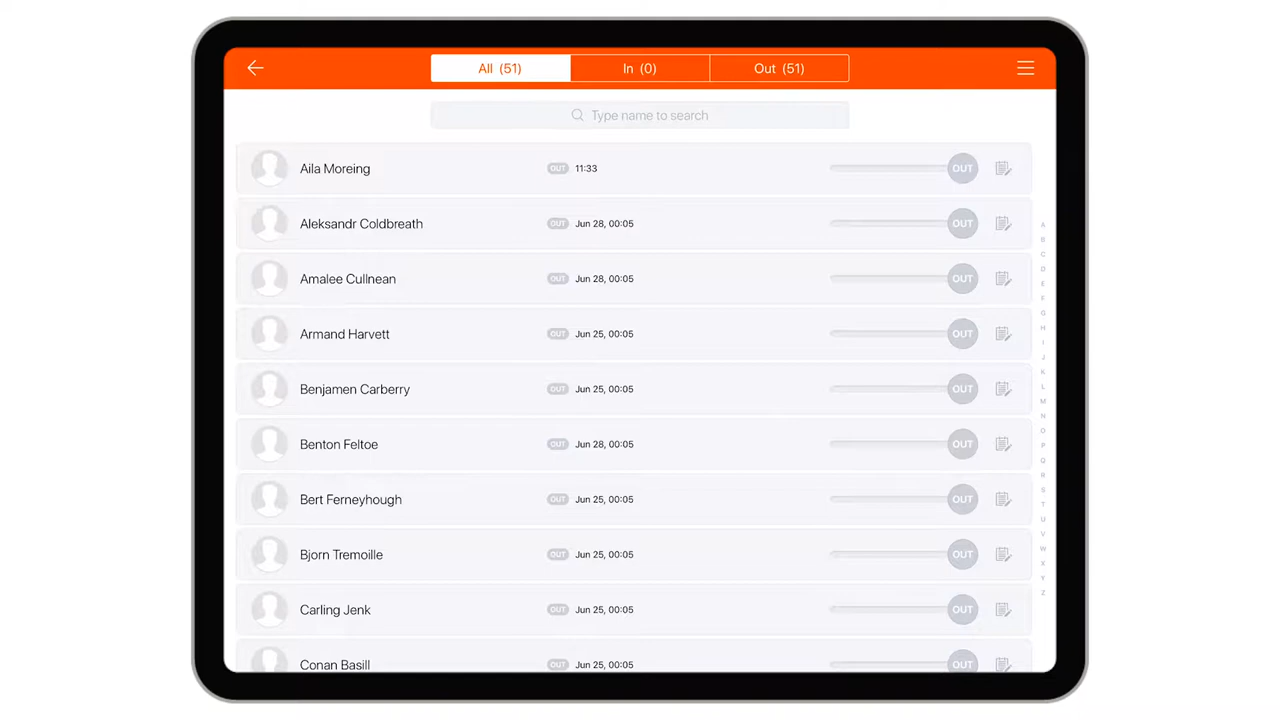 All (51) In (0) Out (51)
Type name to search
Aila Moreing OUT 11:33 OUT
Aleksandr Coldbreath OUT Jun 28, 00:05 OUT
Amalee Cullnean OUT Jun 28, 00:05 OUT
Armand Harvett OUT Jun 25, 00:05 OUT
Benjamen Carberry OUT Jun 25, 00:05 OUT
Benton Feltoe OUT Jun 28, 00:05 OUT
Bert Ferneyhough OUT Jun 25, 00:05 OUT
Bjorn Tremoille OUT Jun 25, 00:05 OUT
Carling Jenk OUT Jun 25, 00:05 OUT
Conan Basill OUT Jun 25, 00:05 OUT
A
B
C
D
E
F
G
H
I
J
K
L
M
N
O
P
Q
R
S
T
U
V
W
X
Y
Z